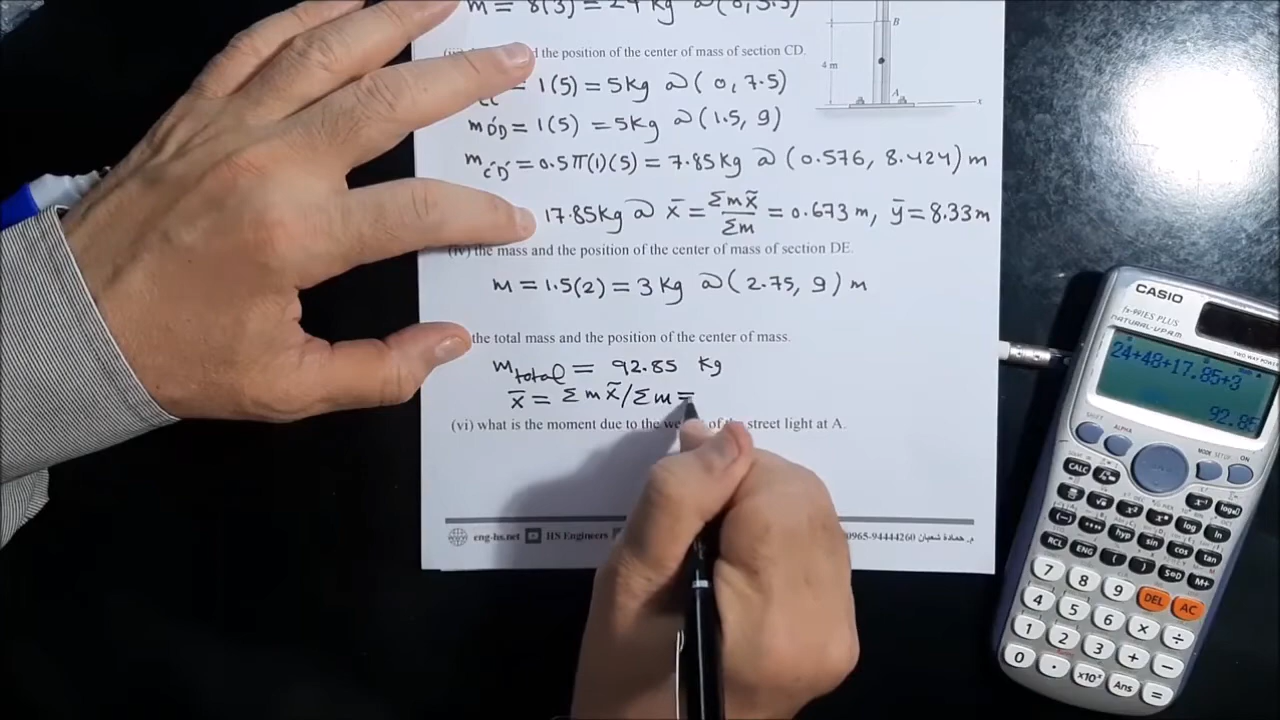 m = 8(3) = 24 kg @ (0, 5.5)
the position of the center of mass of section CD.
= 1(5) = 5kg @ ( 0, 7.5)
mD́D = 1(5) = 5kg @ (1.5, 9)
mĆD́ = 0.5π(1)(5) = 7.85 kg @ (0.576, 8.424) m
17.85kg @ x̄ = Σmx̃/Σm = 0.673 m, ȳ = 8.33 m
(iv) the mass and the position of the center of mass of section DE.
m = 1.5(2) = 3 kg @ ( 2.75, 9) m
the total mass and the position of the center of mass.
mtotal = 92.85 kg
x̄ = Σmx̃/Σm =
(vi) what is the moment due to the of the street light at A.
eng-hs.net HS Engineers 0965-94444260 م. حمادة شعبان
B
4 m
A
x
CASIO
fx-991ES PLUS
NATURAL-V.P.A.M.
TWO WAY POWER
24+48+17.85+3
92.85
SHIFT ALPHA MODE SETUP ON
CALC
hyp sin cos tan
RCL ENG ( ) S⇔D M+
7 8 9 DEL AC
4 5 6 × ÷
1 2 3 + −
0 . ×10ˣ Ans =